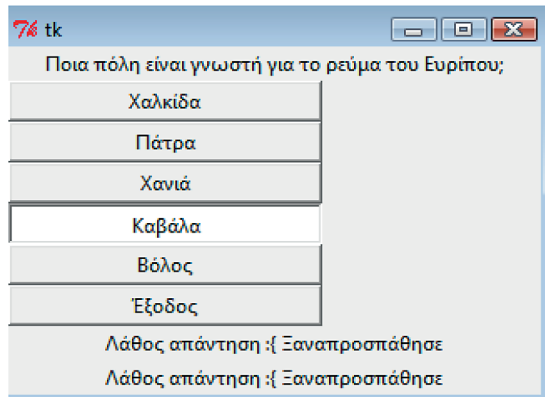 tk
Ποια πόλη είναι γνωστή για το ρεύμα του Ευρίπου;
Χαλκίδα
Πάτρα
Χανιά
Καβάλα
Βόλος
Έξοδος
Λάθος απάντηση :{ Ξαναπροσπάθησε
Λάθος απάντηση :{ Ξαναπροσπάθησε